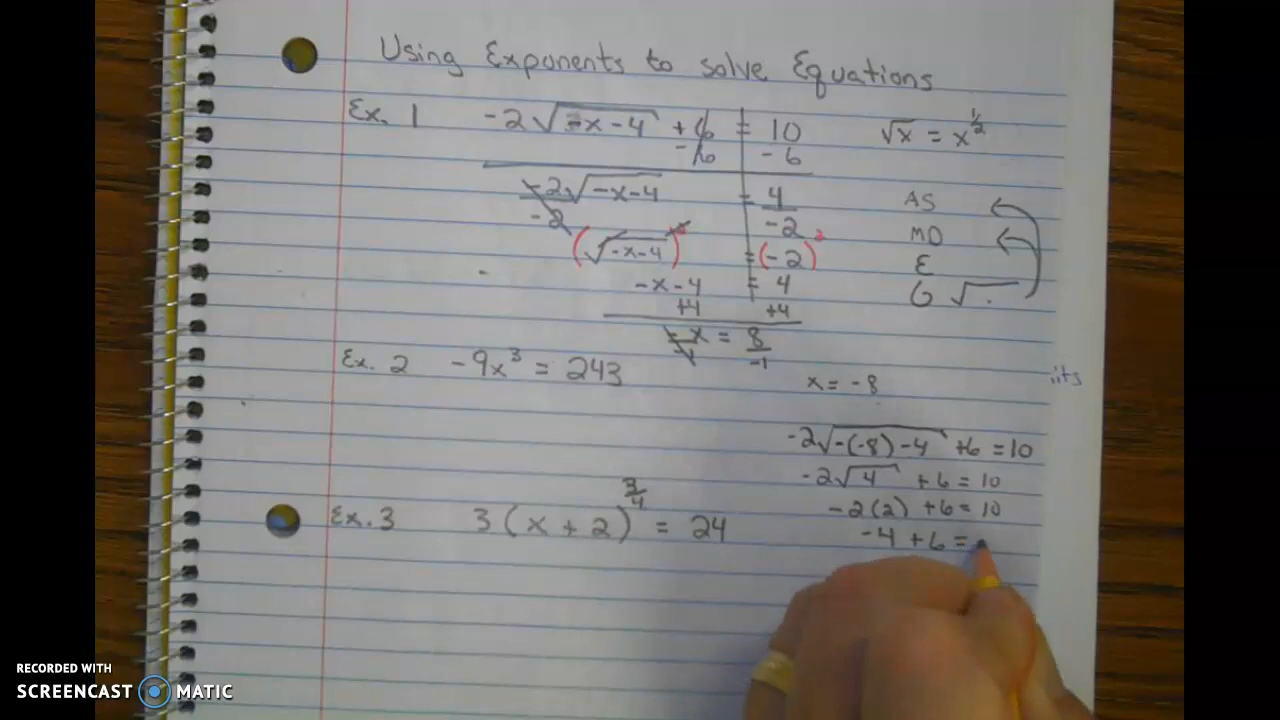 Using Exponents to solve Equations
Ex. 1 -2√-x-4 +6 = 10 √x = x^½
-6 -6
-2√-x-4 = 4 AS
-2 -2 MD
(√-x-4)² = (-2)² E
-x-4 = 4 G √.
+4 +4
-x = 8
-1 -1
Ex. 2 -9x³ = 243
x = -8
-2√-(-8)-4 +6 = 10
-2√4 +6 = 10
-2(2) +6 = 10
-4 +6 =
Ex. 3 3(x+2)^¾ = 24
RECORDED WITH
SCREENCAST MATIC